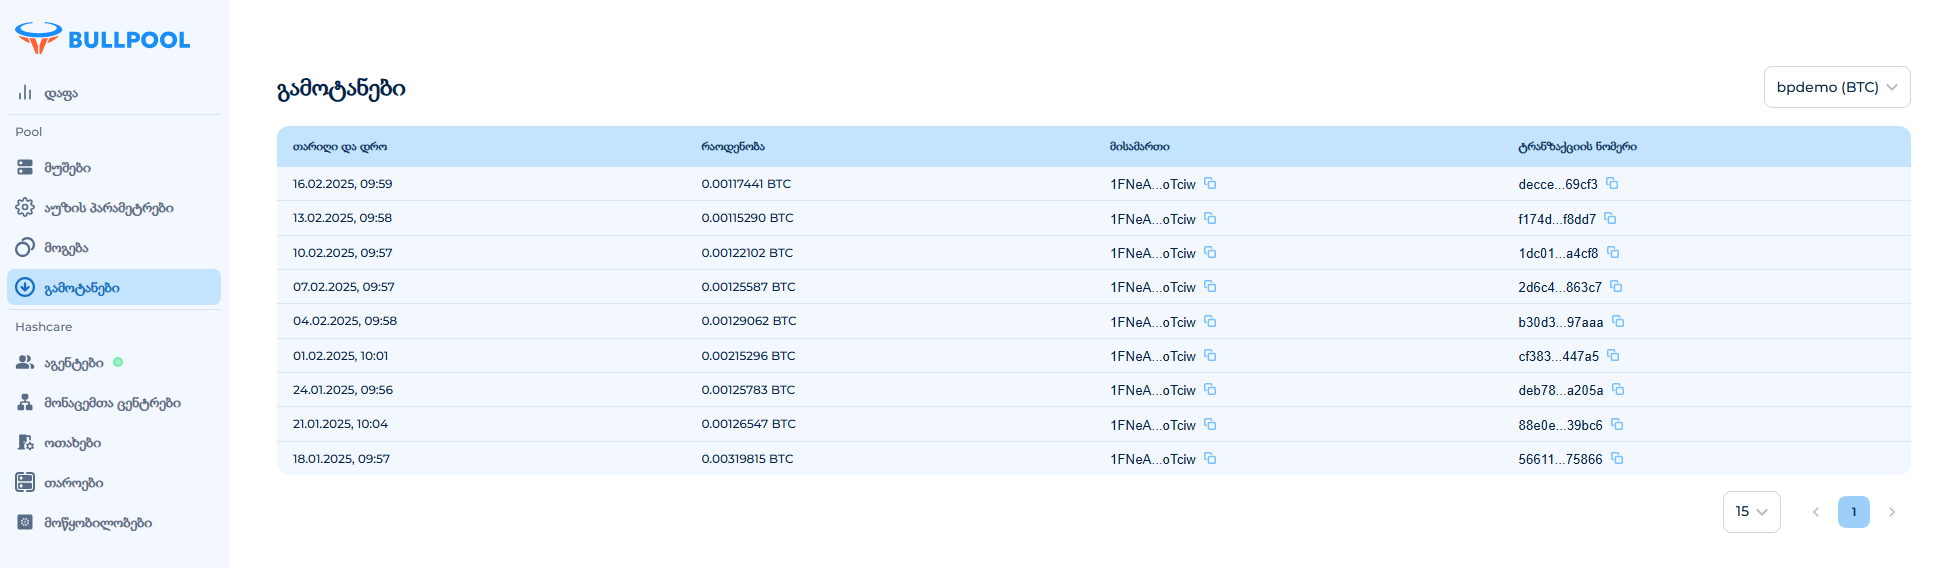 BULLPOOL
დაფა
Pool
მუშები
აუზის პარამეტრები
მოგება
გამოტანები
Hashcare
აგენტები
მონაცემთა ცენტრები
ოთახები
თაროები
მოწყობილობები
გამოტანები
bpdemo (BTC)
თარიღი და დრო რაოდენობა მისამართი ტრანზაქციის ნომერი
16.02.2025, 09:59 0.00117441 BTC 1FNeA...oTciw decce...69cf3
13.02.2025, 09:58 0.00115290 BTC 1FNeA...oTciw f174d...f8dd7
10.02.2025, 09:57 0.00122102 BTC 1FNeA...oTciw 1dc01...a4cf8
07.02.2025, 09:57 0.00125587 BTC 1FNeA...oTciw 2d6c4...863c7
04.02.2025, 09:58 0.00129062 BTC 1FNeA...oTciw b30d3...97aaa
01.02.2025, 10:01 0.00215296 BTC 1FNeA...oTciw cf383...447a5
24.01.2025, 09:56 0.00125783 BTC 1FNeA...oTciw deb78...a205a
21.01.2025, 10:04 0.00126547 BTC 1FNeA...oTciw 88e0e...39bc6
18.01.2025, 09:57 0.00319815 BTC 1FNeA...oTciw 56611...75866
15 1